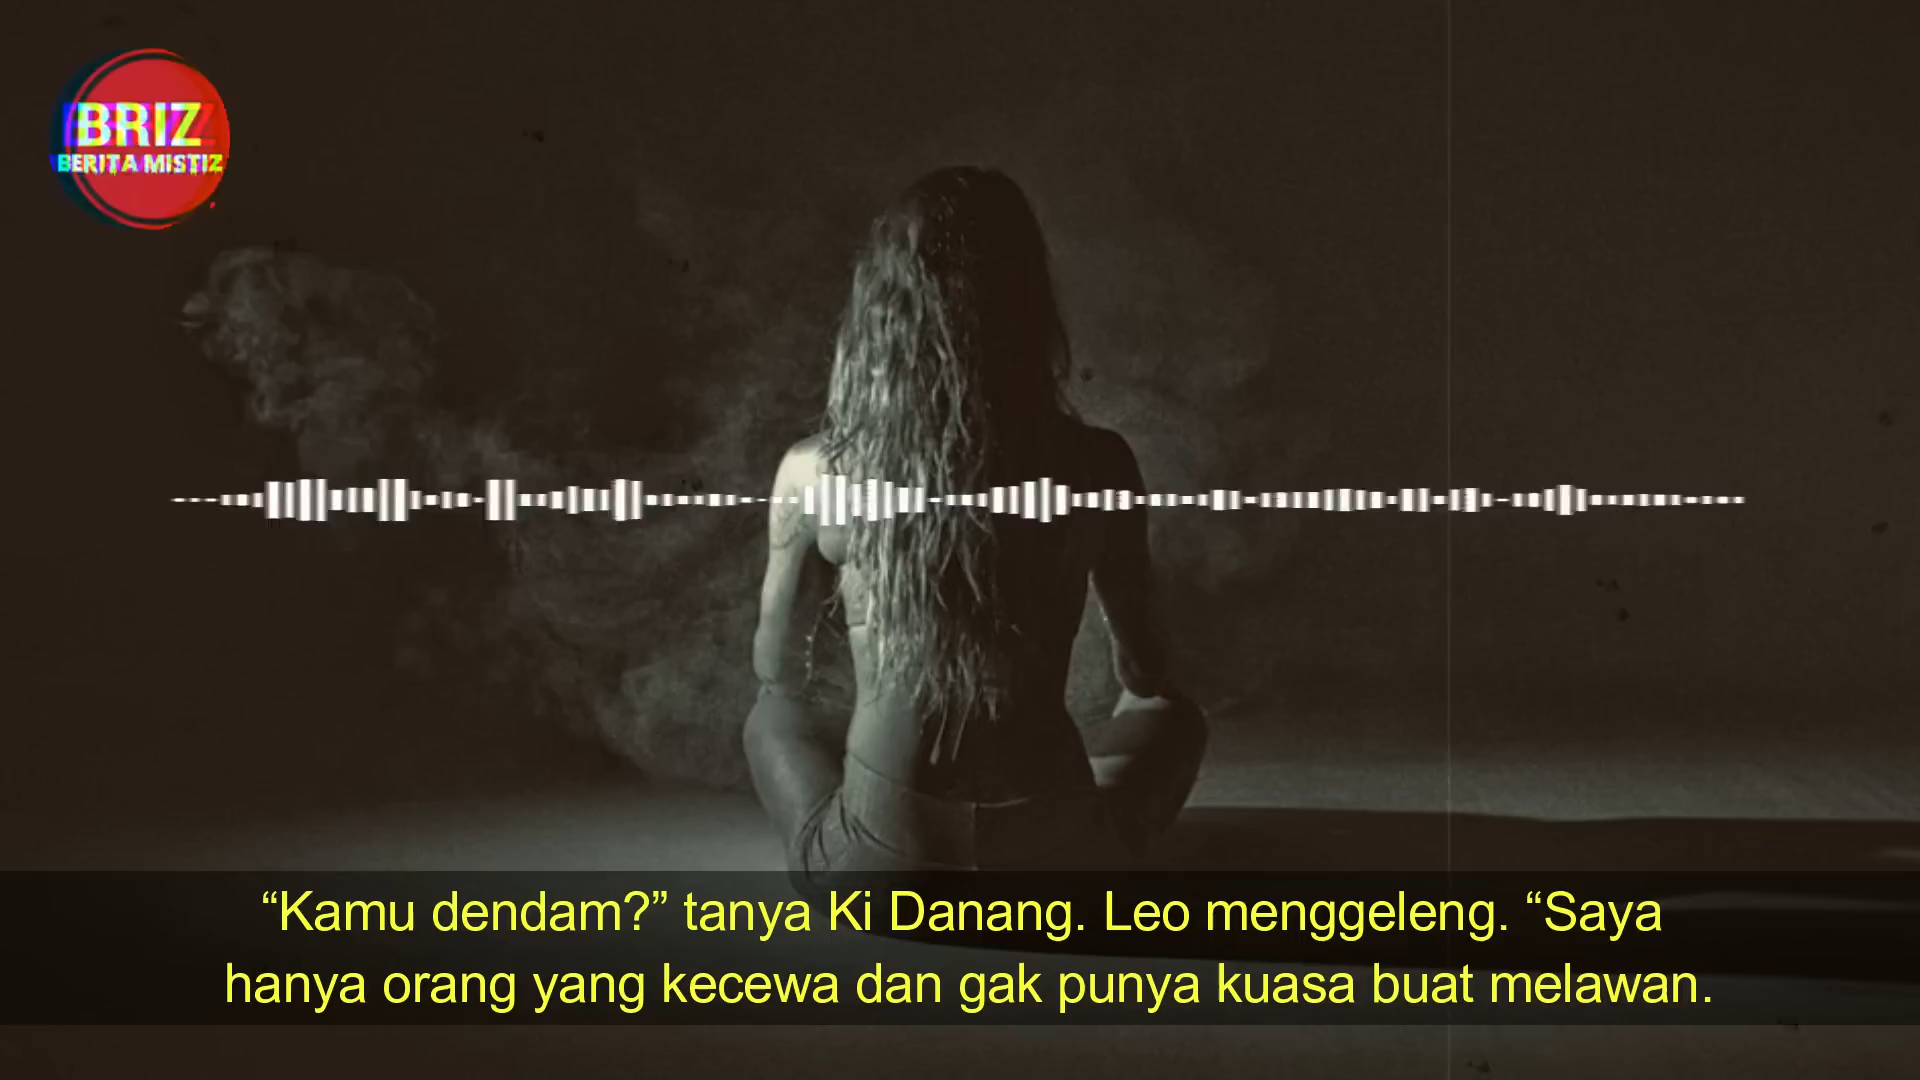 BRIZ
BERITA MISTIZ
“Kamu dendam?” tanya Ki Danang. Leo menggeleng. “Saya
hanya orang yang kecewa dan gak punya kuasa buat melawan.